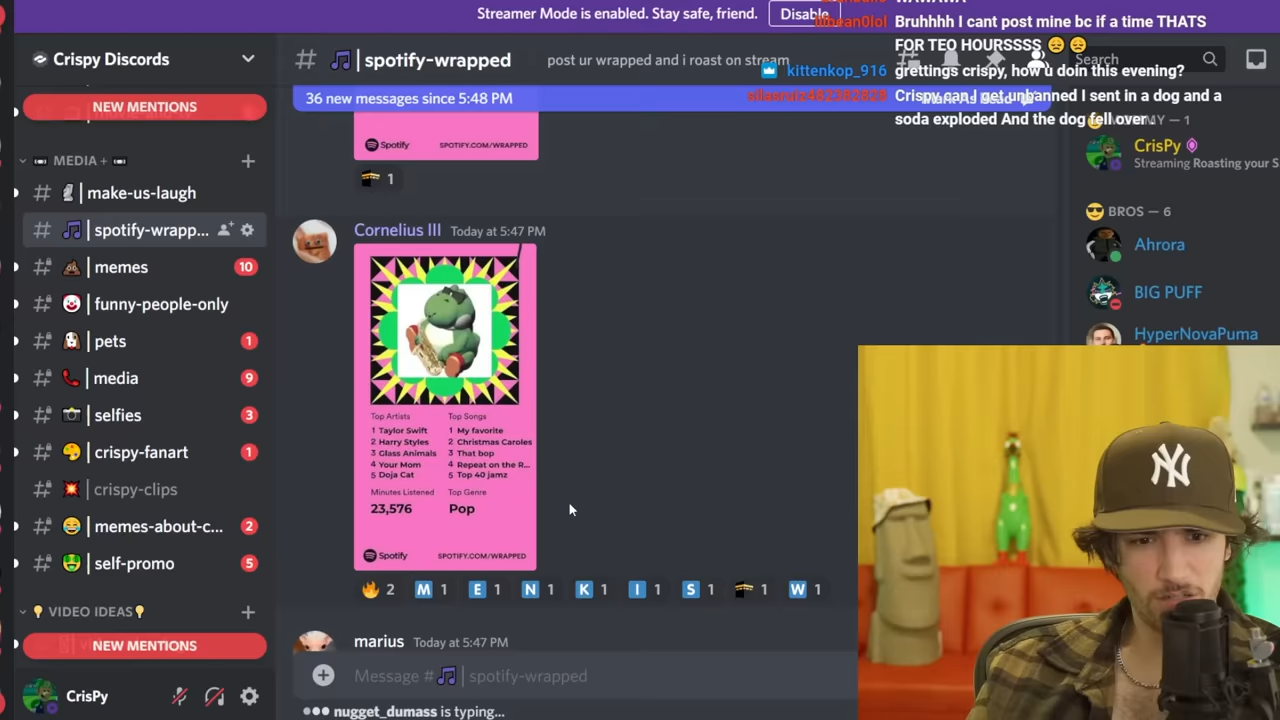 Streamer Mode is enabled. Stay safe, friend.
Disable
lilbean0lol Bruhhhh I cant post mine bc if a time THATS
FOR TEO HOURSSSS
kittenkop_916 grettings crispy, how u doin this evening?
Crispy can I get unbanned I sent in a dog and a
soda exploded And the dog fell over
Crispy Discords
# | spotify-wrapped
post ur wrapped and i roast on stream
Search
NEW MENTIONS
36 new messages since 5:48 PM
MEDIA +
# | make-us-laugh
# | spotify-wrapp...
# | memes 10
# | funny-people-only
# | pets 1
# | media 9
# | selfies 3
# | crispy-fanart 1
# | crispy-clips
# | memes-about-c... 2
# | self-promo 5
VIDEO IDEAS
NEW MENTIONS
CrisPy
Spotify
SPOTIFY.COM/WRAPPED
1
Cornelius III Today at 5:47 PM
Top Artists
1 Taylor Swift
2 Harry Styles
3 Glass Animals
4 Your Mom
5 Doja Cat
Top Songs
1 My favorite
2 Christmas Caroles
3 That bop
4 Repeat on the R...
5 Top 40 jamz
Minutes Listened
23,576
Top Genre
Pop
Spotify
SPOTIFY.COM/WRAPPED
2 M 1 E 1 N 1 K 1 I 1 S 1 1 W 1
marius Today at 5:47 PM
Message # | spotify-wrapped
nugget_dumass is typing...
— 1
CrisPy
Streaming Roasting your S
BROS — 6
Ahrora
BIG PUFF
HyperNovaPuma
NY